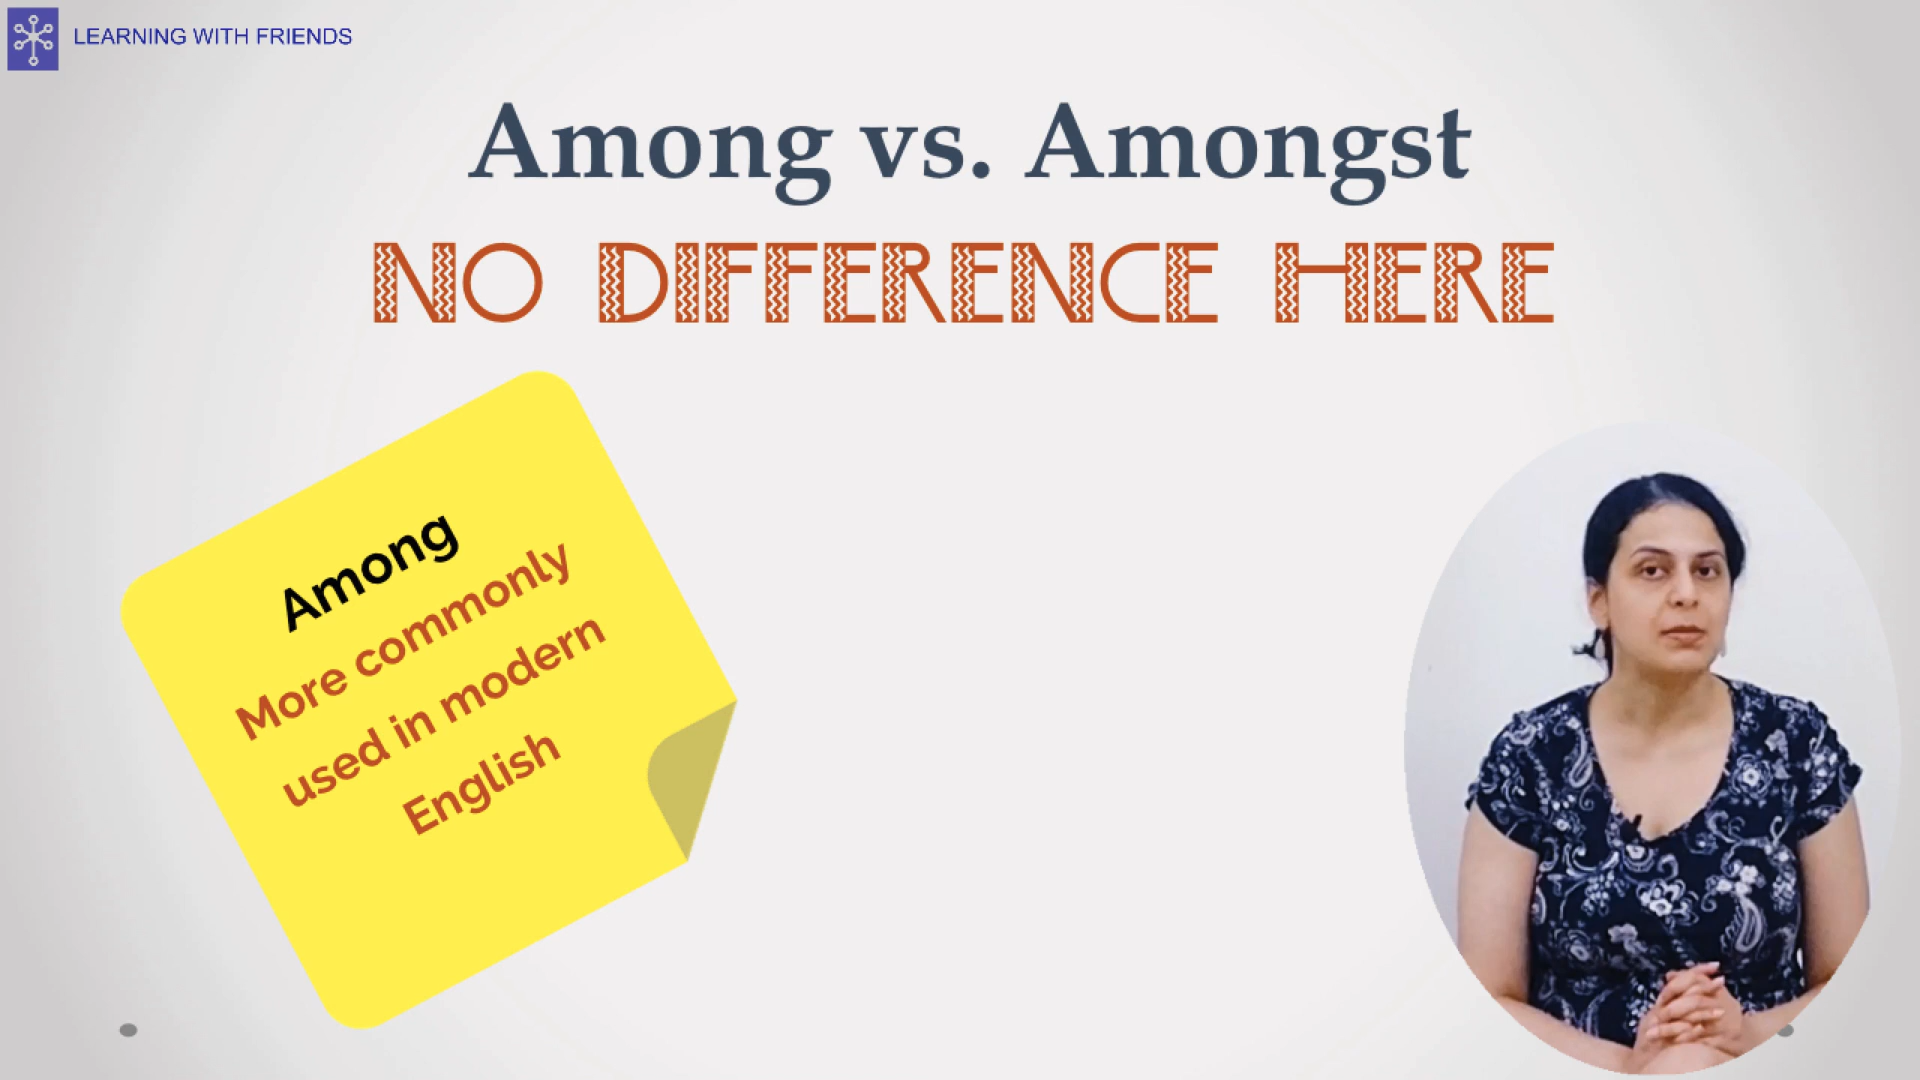 LEARNING WITH FRIENDS
Among vs. Amongst
NO DIFFERENCE HERE
Among
More commonly
used in modern
English